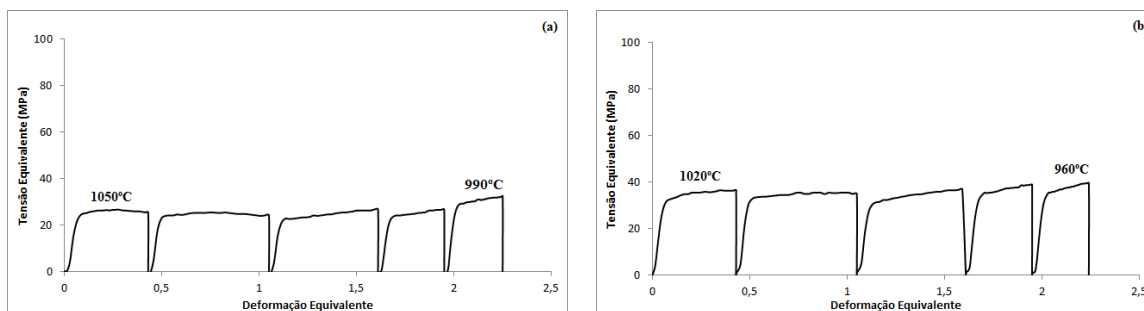 (a)
Tensão Equivalente (MPa)
100
80
60
40
20
0
1050ºC
990ºC
0
0,5
1
1,5
2
2,5
Deformação Equivalente
(b
Tensão Equivalente (MPa)
100
80
60
40
20
0
1020ºC
960ºC
0
0,5
1
1,5
2
2,5
Deformação Equivalente